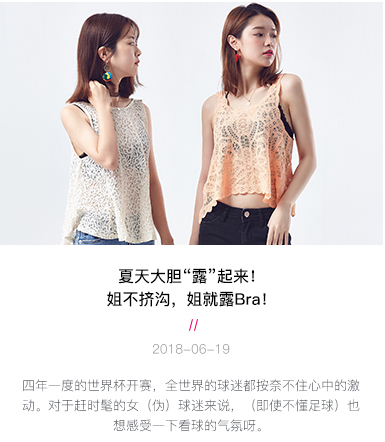 夏天大胆“露”起来！
姐不挤沟，姐就露Bra！
//
2018-06-19
四年一度的世界杯开赛，全世界的球迷都按奈不住心中的激
动。对于赶时髦的女（伪）球迷来说，（即使不懂足球）也
想感受一下看球的气氛呀。